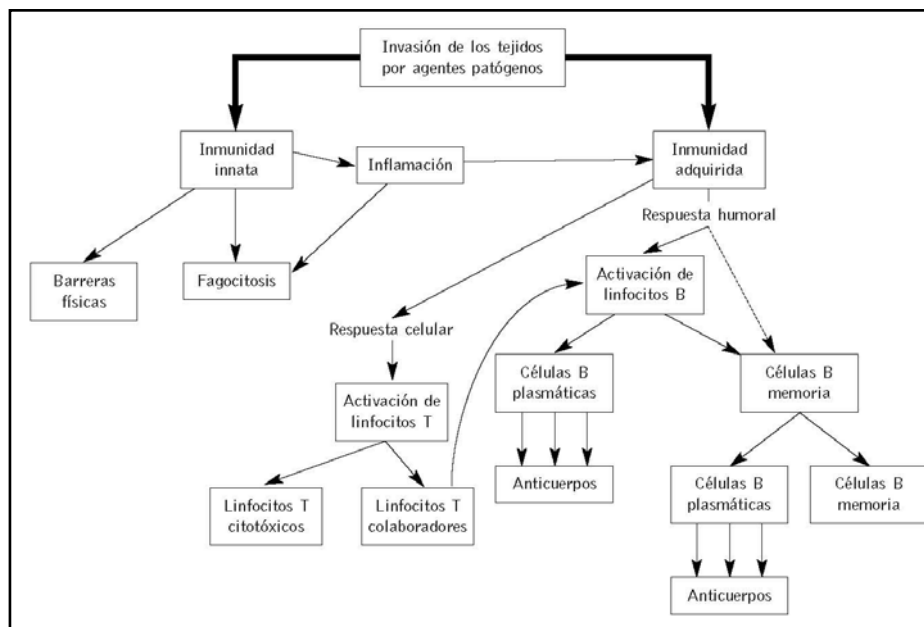 Invasión de los tejidos
por agentes patógenos
Inmunidad
innata
Inflamación
Inmunidad
adquirida
Respuesta humoral
Barreras
físicas
Fagocitosis
Activación de
linfocitos B
Respuesta celular
Células B
plasmáticas
Células B
memoria
Activación de
linfocitos T
Anticuerpos
Linfocitos T
citotóxicos
Linfocitos T
colaboradores
Células B
plasmáticas
Células B
memoria
Anticuerpos